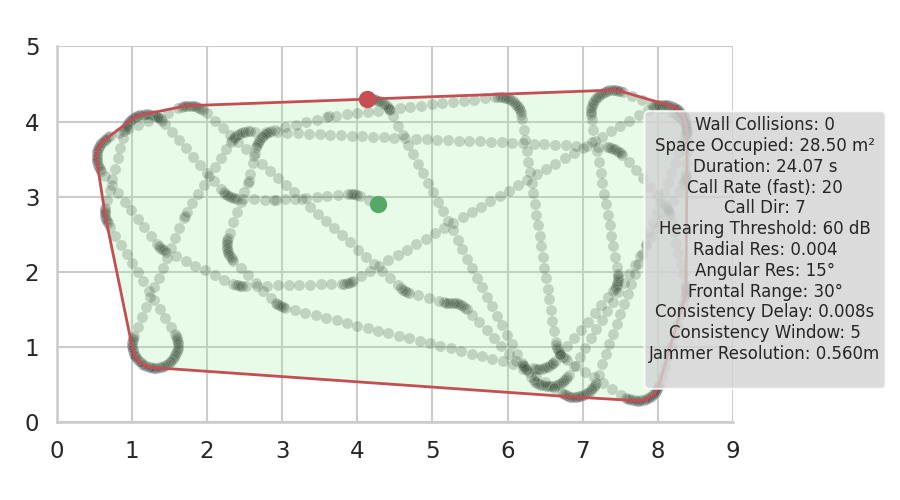 5
4
3
2
1
0
0 1 2 3 4 5 6 7 8 9
Wall Collisions: 0
Space Occupied: 28.50 m²
Duration: 24.07 s
Call Rate (fast): 20
Call Dir: 7
Hearing Threshold: 60 dB
Radial Res: 0.004
Angular Res: 15°
Frontal Range: 30°
Consistency Delay: 0.008s
Consistency Window: 5
Jammer Resolution: 0.560m